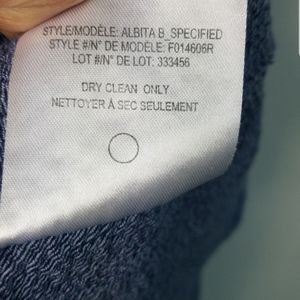 STYLE/MODÈLE: ALBITA B_SPECIFIED
STYLE #/N° DE MODÈLE: F014606R
LOT #/N° DE LOT: 333456
DRY CLEAN ONLY
NETTOYER À SEC SEULEMENT